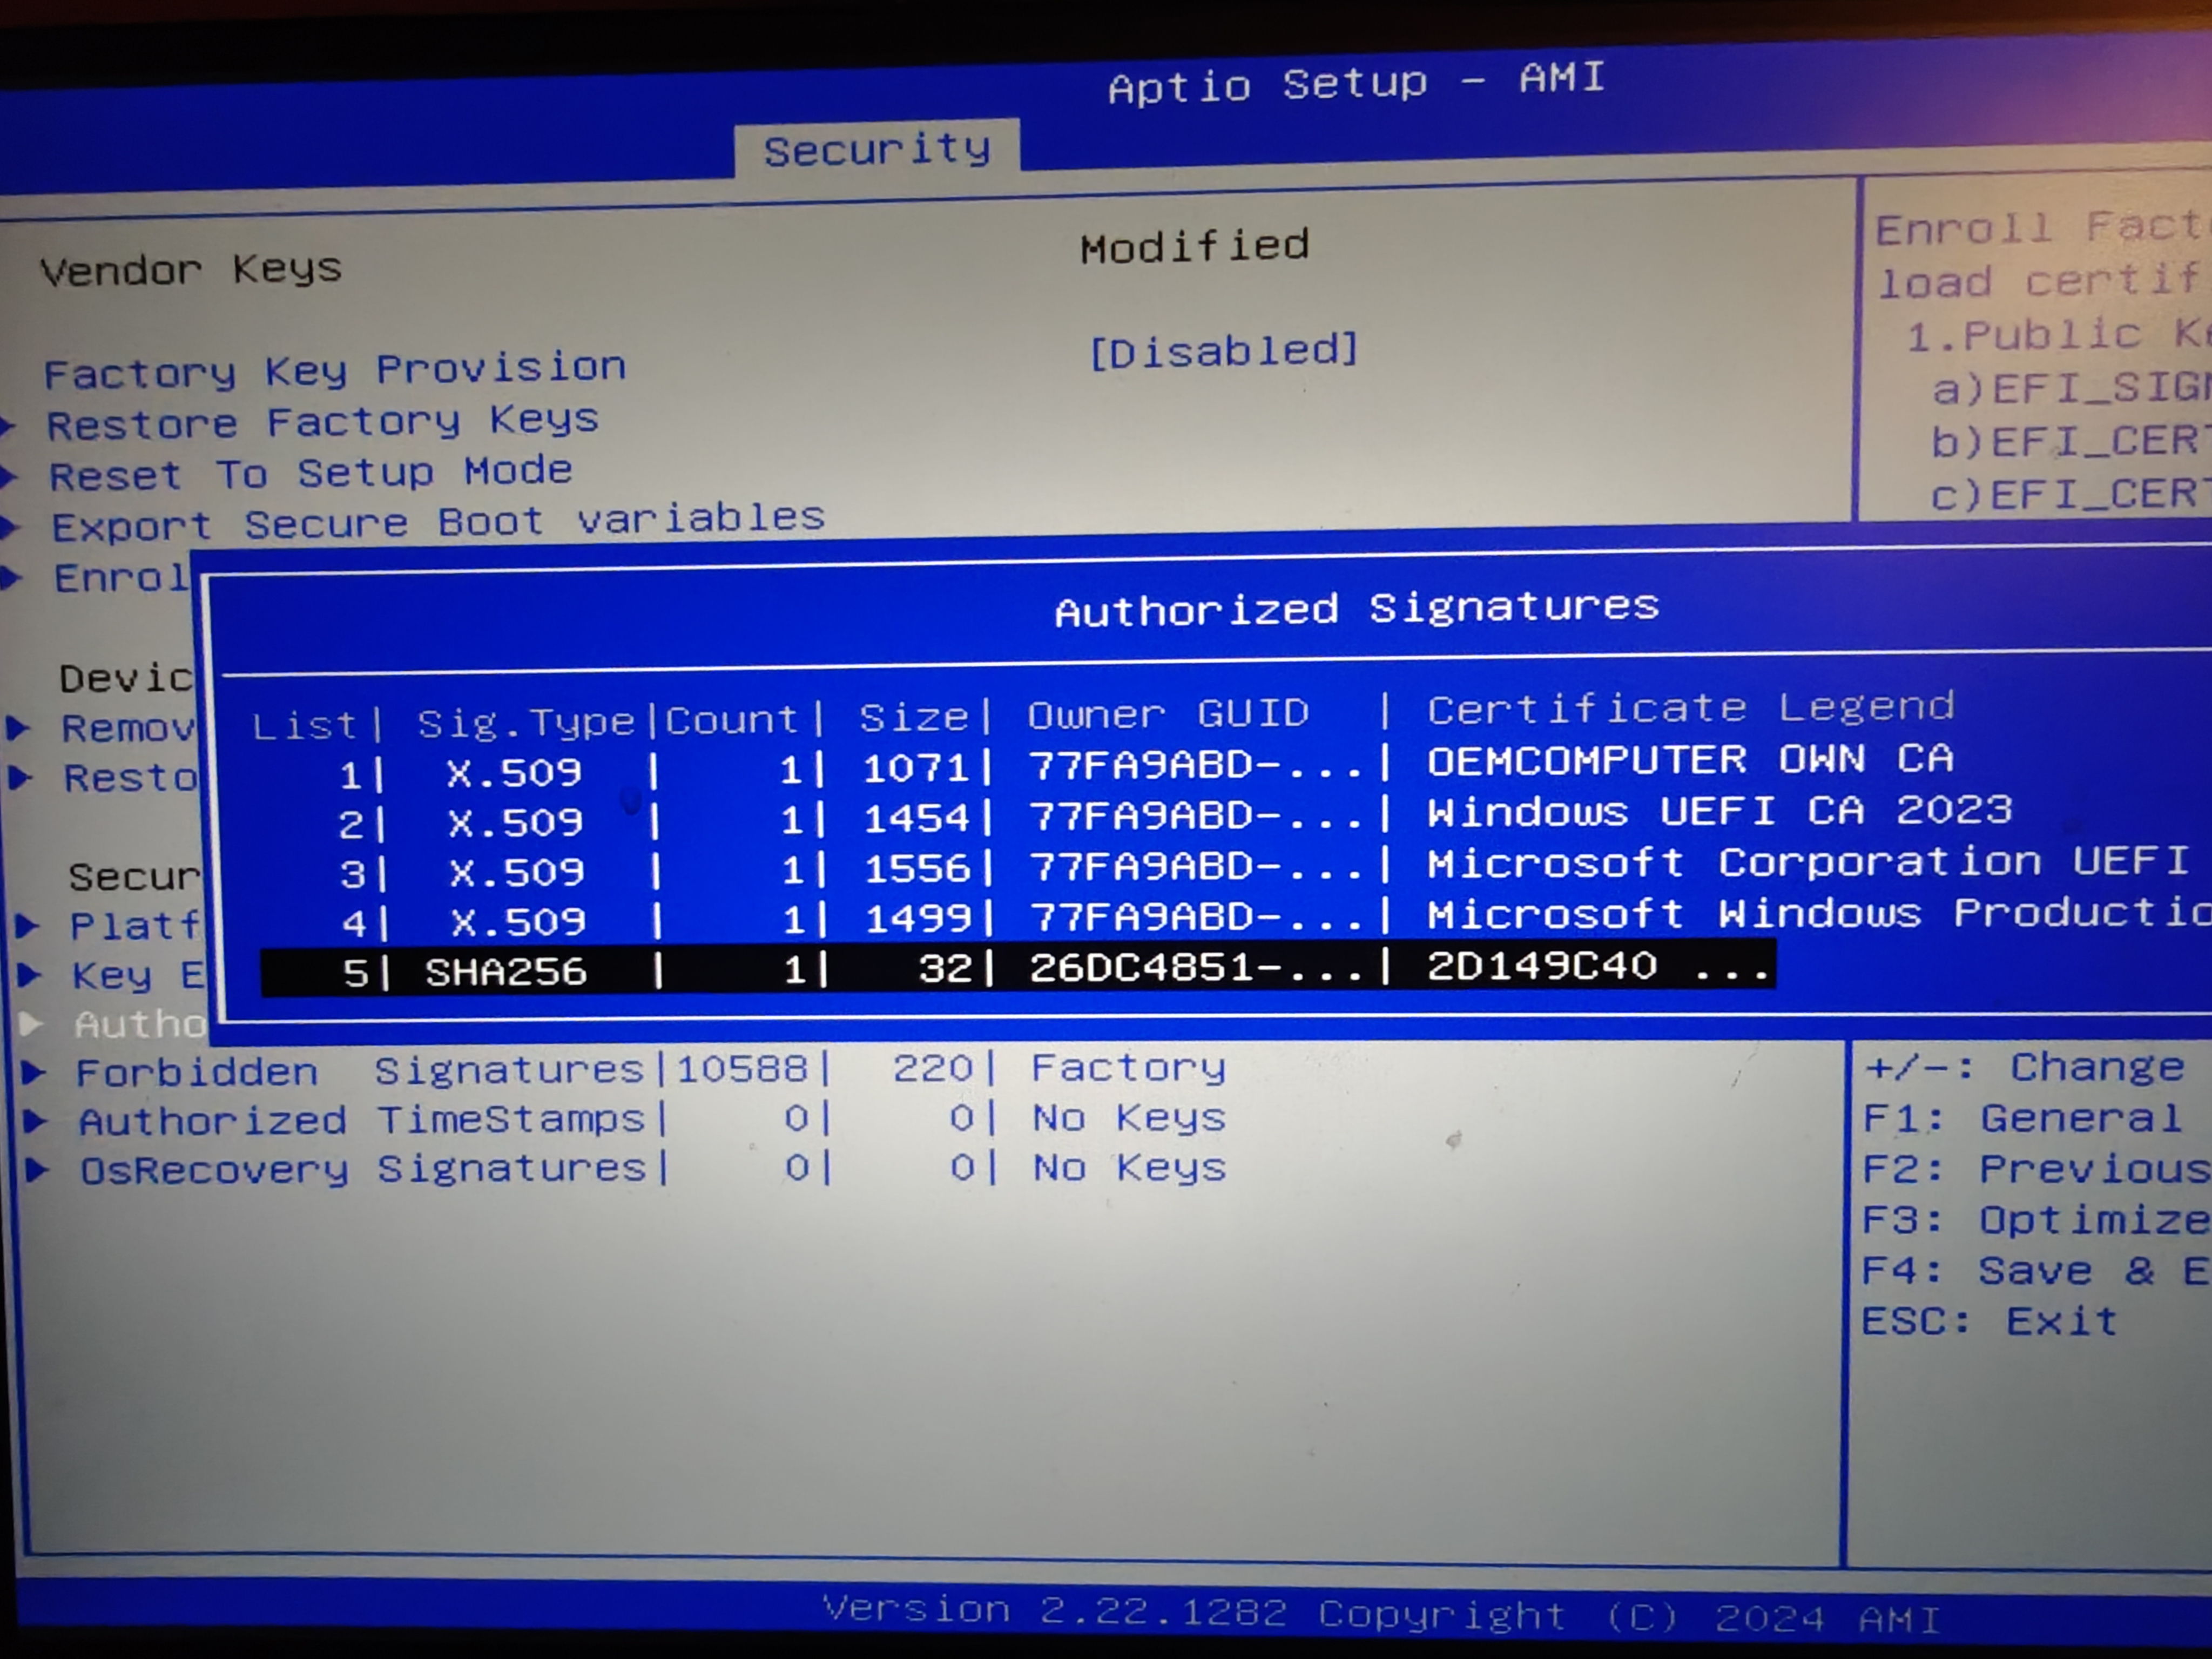 Aptio Setup - AMI
Security
Vendor Keys Modified
Factory Key Provision [Disabled]
Restore Factory Keys
Reset To Setup Mode
Export Secure Boot variables
Enrol
Enroll Fact
load certif
1.Public Ke
a)EFI_SIGN
b)EFI_CERT
c)EFI_CERT
Authorized Signatures
List| Sig.Type|Count| Size| Owner GUID | Certificate Legend
1| X.509 | 1| 1071| 77FA9ABD-...| OEMCOMPUTER OWN CA
2| X.509 | 1| 1454| 77FA9ABD-...| Windows UEFI CA 2023
3| X.509 | 1| 1556| 77FA9ABD-...| Microsoft Corporation UEFI
4| X.509 | 1| 1499| 77FA9ABD-...| Microsoft Windows Productio
5| SHA256 | 1| 32| 26DC4851-...| 2D149C40 ...
Devic
Remov
Resto
Secur
Platf
Key E
Autho
Forbidden Signatures|10588| 220| Factory
Authorized TimeStamps| 0| 0| No Keys
OsRecovery Signatures| 0| 0| No Keys
+/-: Change
F1: General
F2: Previous
F3: Optimize
F4: Save & E
ESC: Exit
Version 2.22.1282 Copyright (C) 2024 AMI